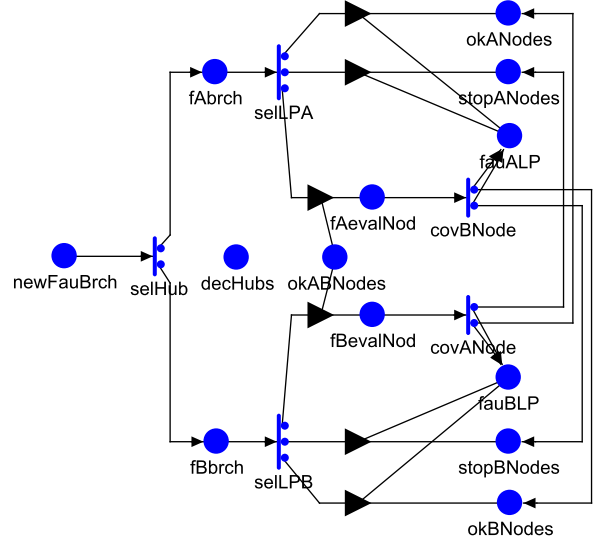 okANodes
fAbrch
stopANodes
selLPA
fauALP
fAevalNod
covBNode
newFauBrch
selHub
decHubs
okABNodes
fBevalNod
covANode
fauBLP
fBbrch
stopBNodes
selLPB
okBNodes